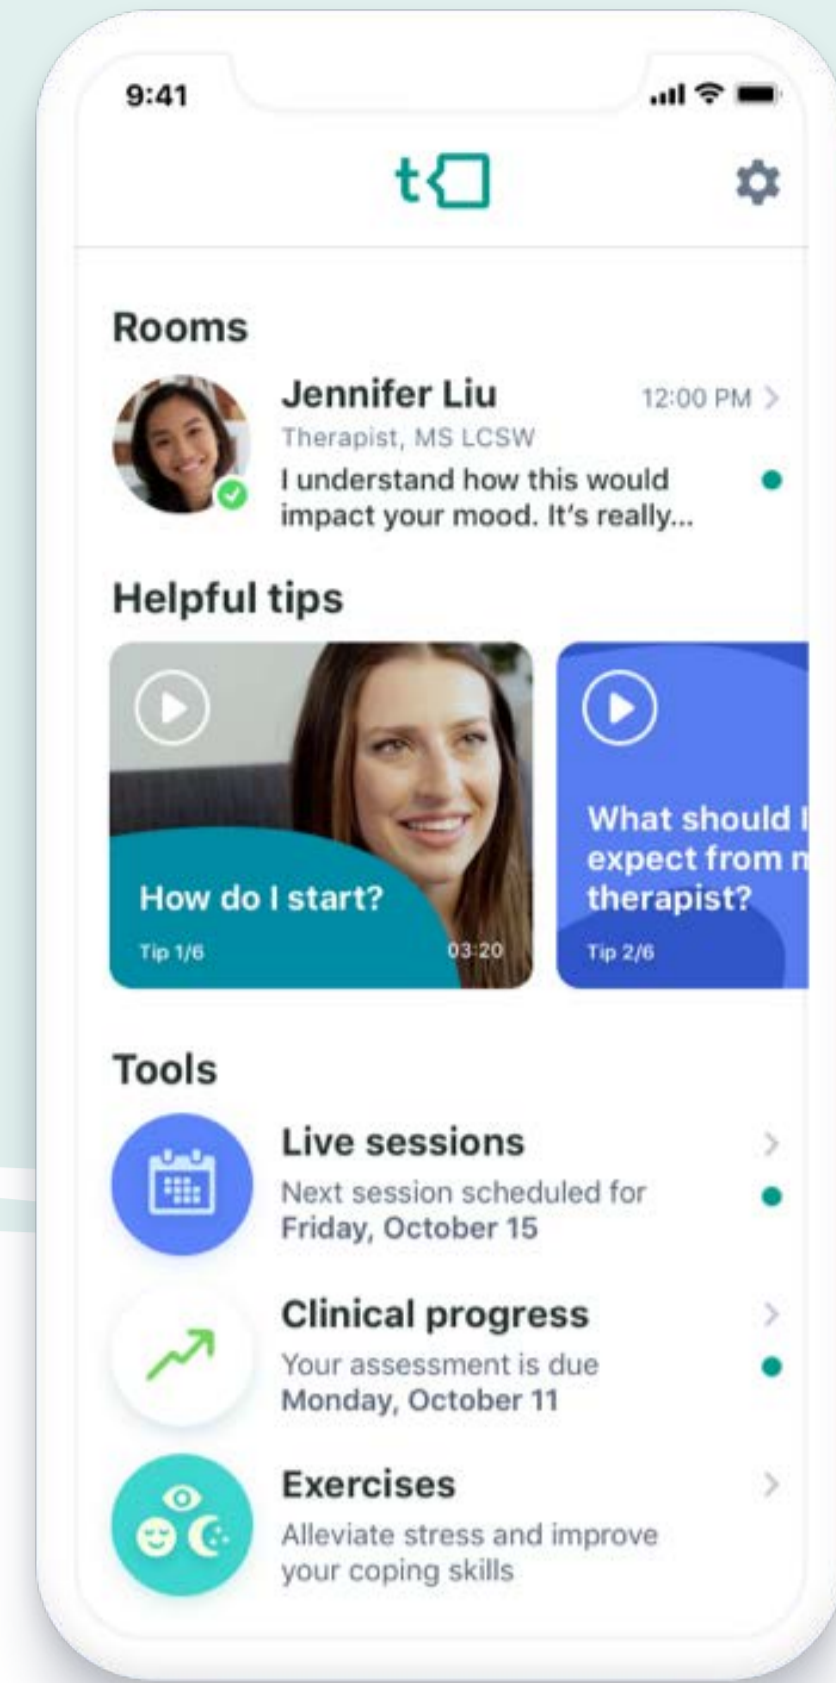 9:41
t
Rooms
Jennifer Liu
12:00 PM
Therapist, MS LCSW
I understand how this would
impact your mood. It's really...
Helpful tips
How do I start?
Tip 1/6
03:20
What should I
expect from
therapist?
Tip 2/6
Tools
Live sessions
Next session scheduled for
Friday, October 15
Clinical progress
Your assessment is due
Monday, October 11
Exercises
Alleviate stress and improve
your coping skills